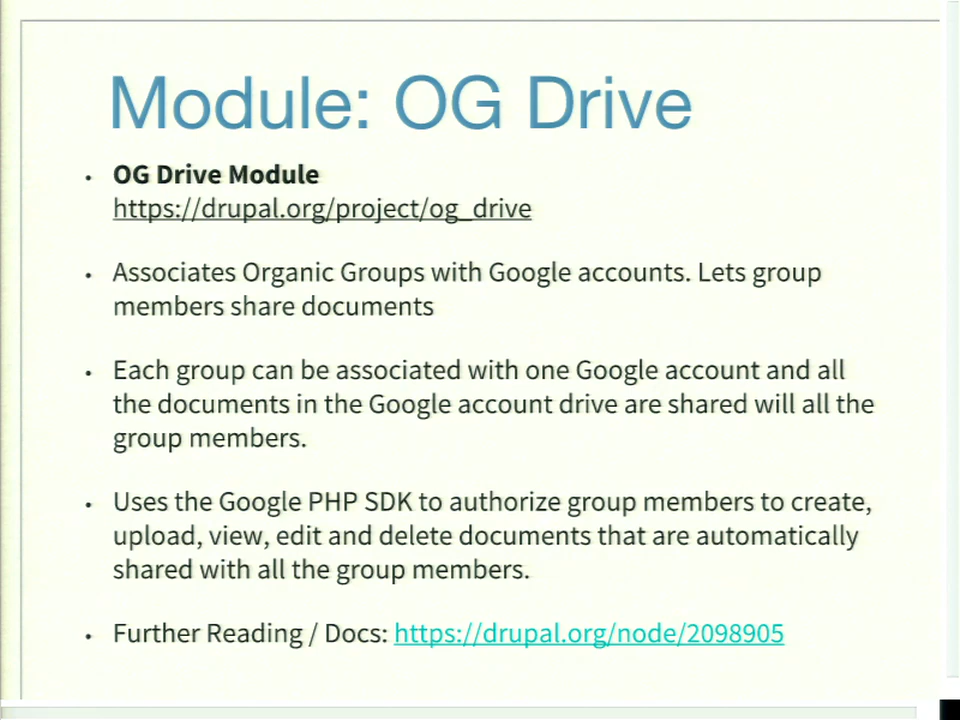 Module: OG Drive
• OG Drive Module
https://drupal.org/project/og_drive
• Associates Organic Groups with Google accounts. Lets group
members share documents
• Each group can be associated with one Google account and all
the documents in the Google account drive are shared will all the
group members.
• Uses the Google PHP SDK to authorize group members to create,
upload, view, edit and delete documents that are automatically
shared with all the group members.
• Further Reading / Docs: https://drupal.org/node/2098905